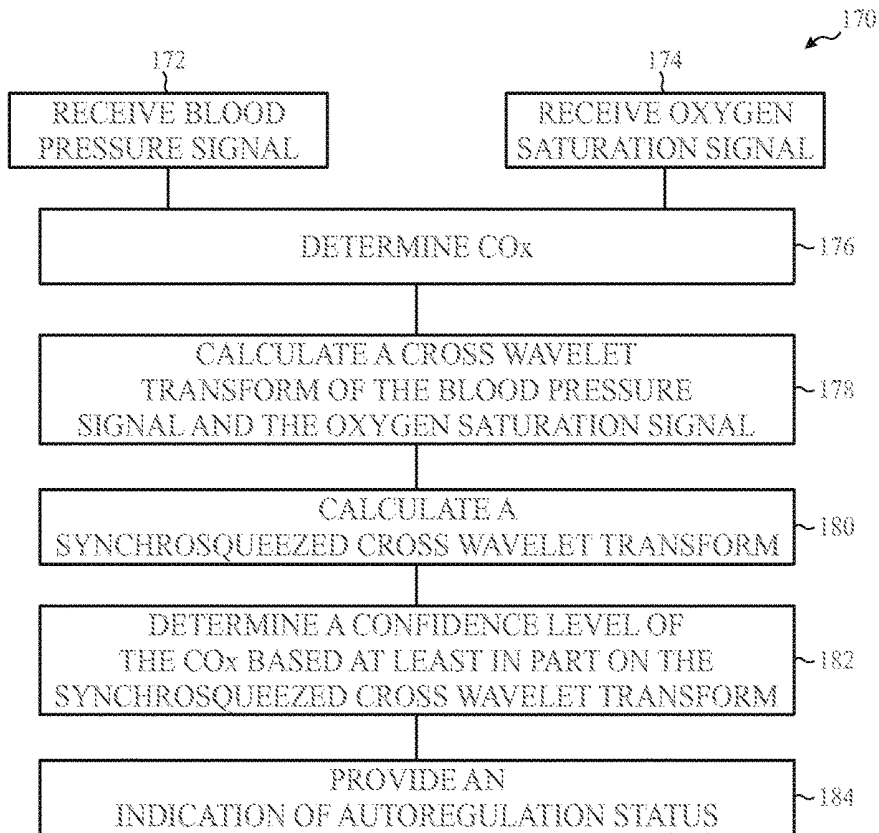 170
172
174
RECEIVE BLOOD
PRESSURE SIGNAL
RECEIVE OXYGEN
SATURATION SIGNAL
DETERMINE COx
176
CALCULATE A CROSS WAVELET
TRANSFORM OF THE BLOOD PRESSURE
SIGNAL AND THE OXYGEN SATURATION SIGNAL
178
CALCULATE A
SYNCHROSQUEEZED CROSS WAVELET TRANSFORM
180
DETERMINE A CONFIDENCE LEVEL OF
THE COx BASED AT LEAST IN PART ON THE
SYNCHROSQUEEZED CROSS WAVELET TRANSFORM
182
PROVIDE AN
INDICATION OF AUTOREGULATION STATUS
184